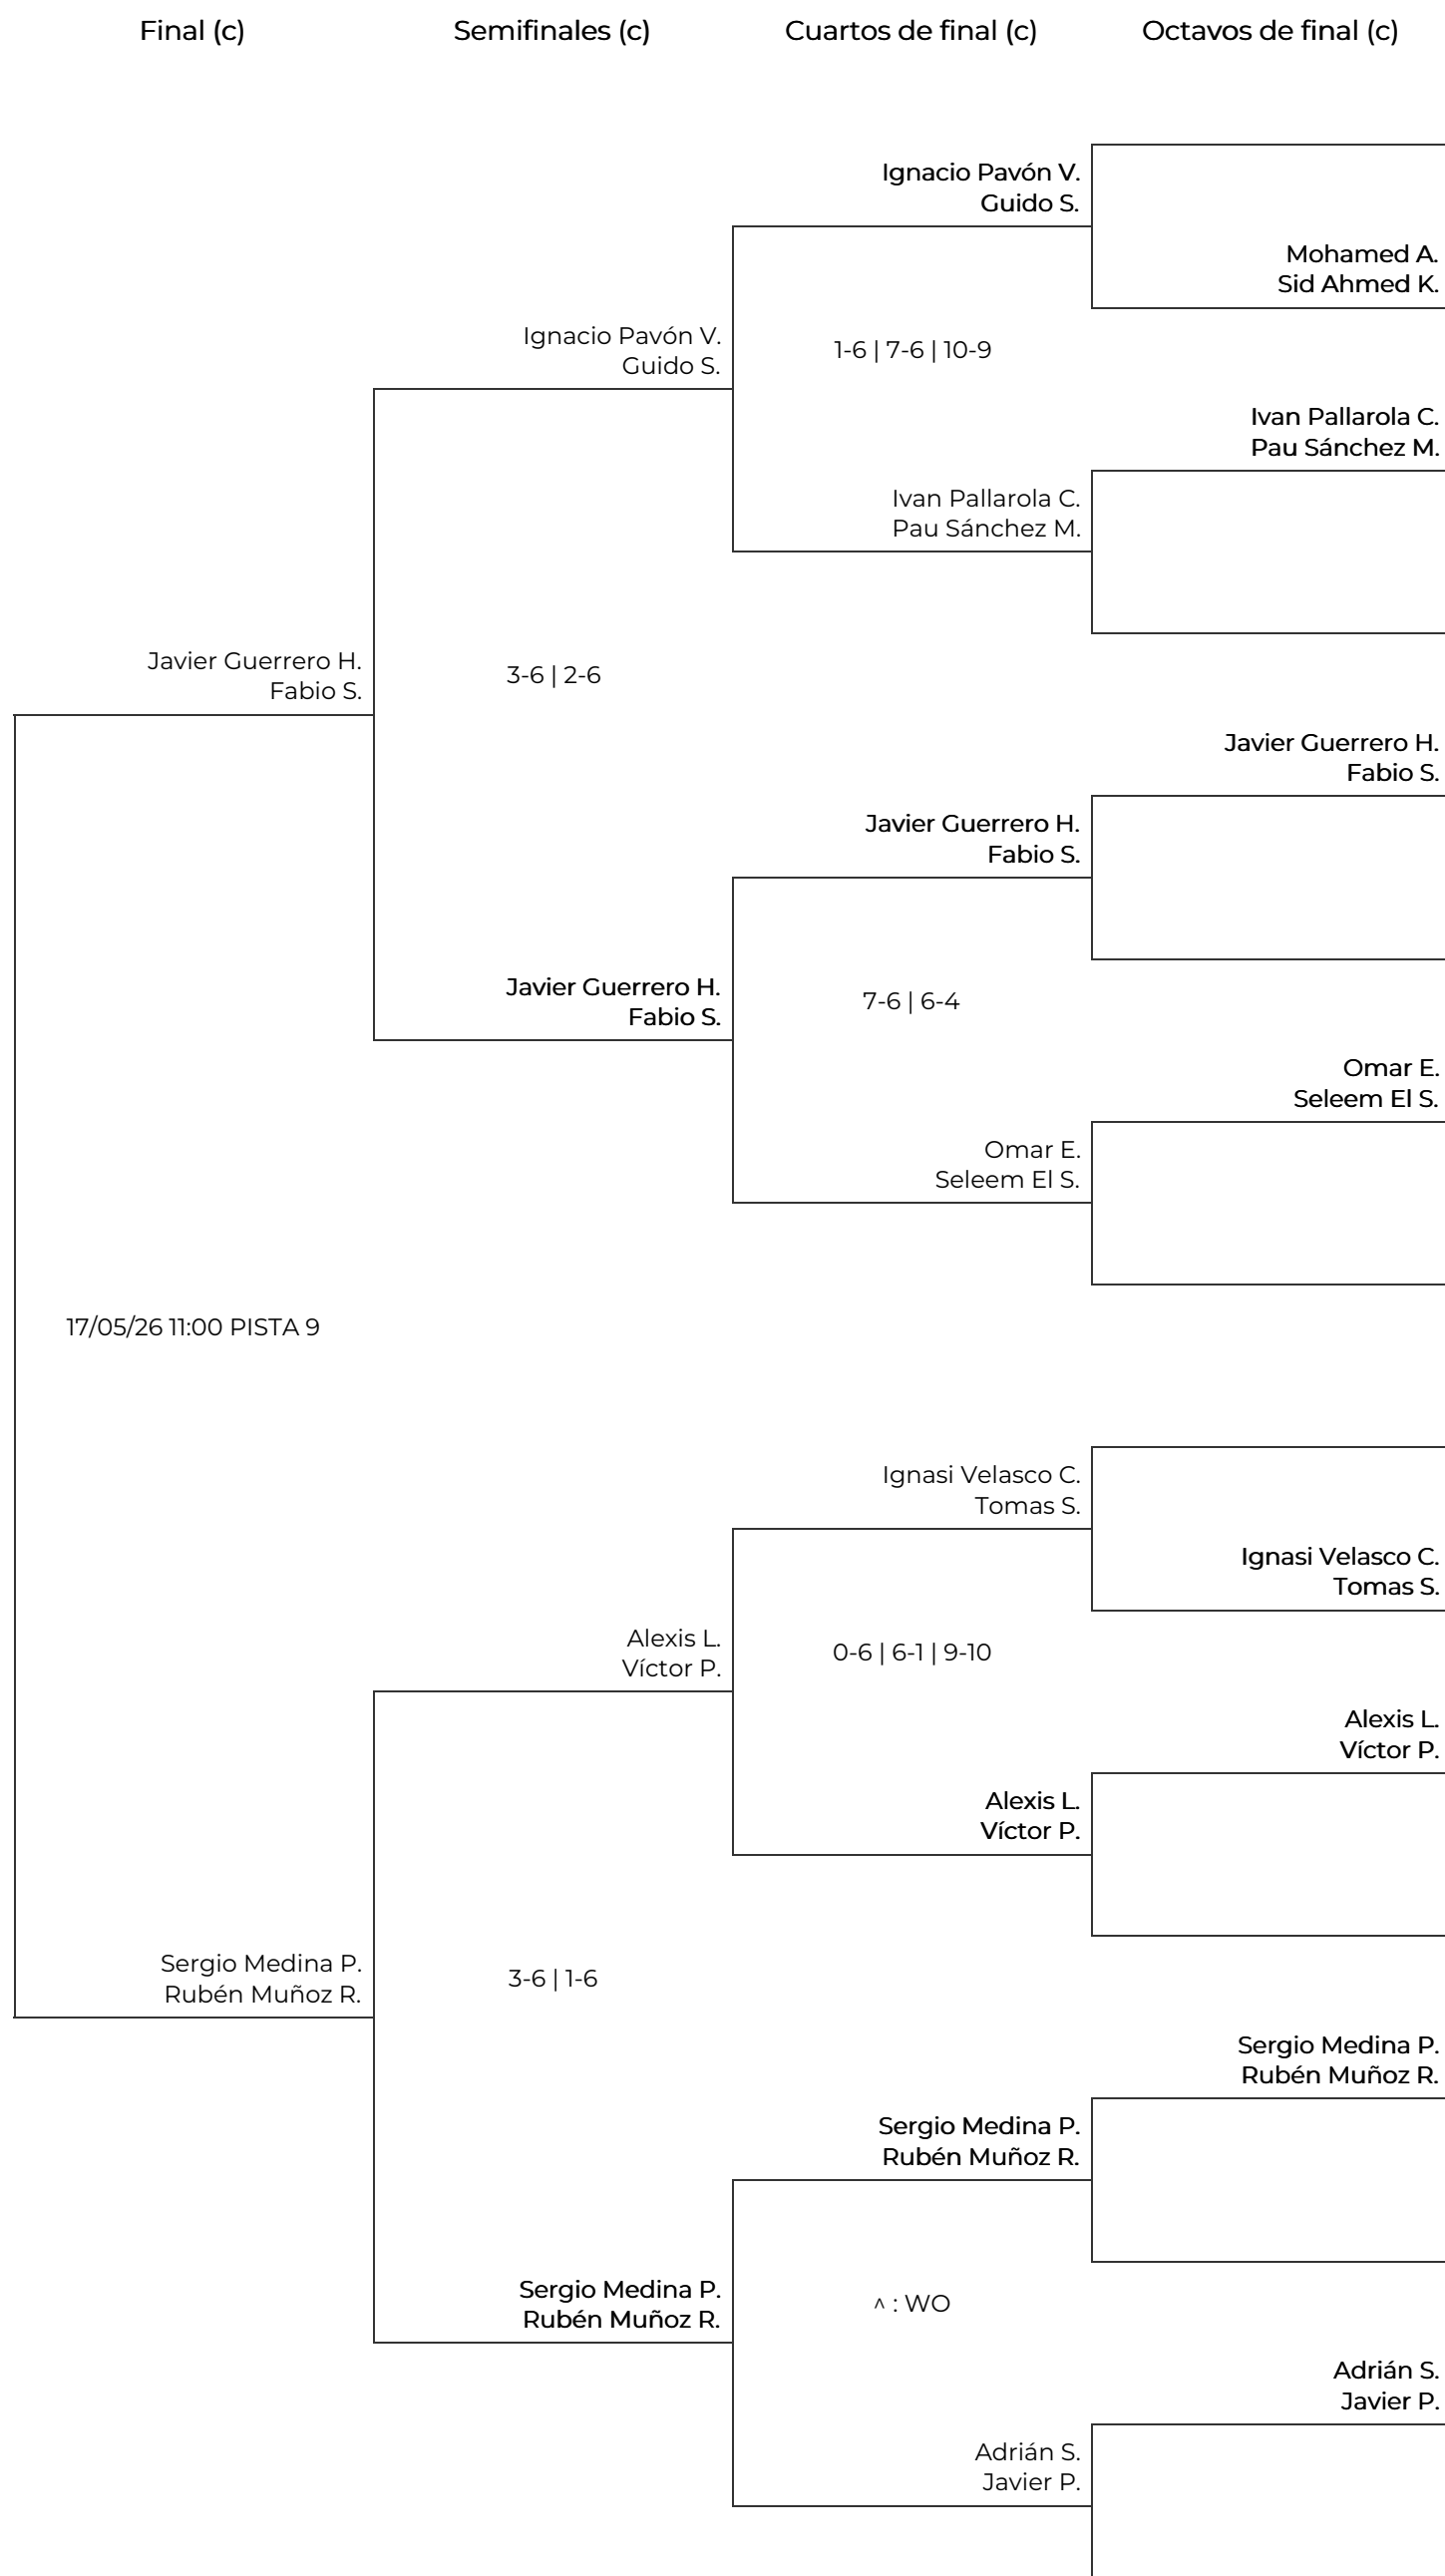 Final (c)
Semifinales (c)
Cuartos de final (c)
Octavos de final (c)
Ignacio Pavón V.
Guido S.
Mohamed A.
Sid Ahmed K.
Ignacio Pavón V.
Guido S.
1-6 | 7-6 | 10-9
Ivan Pallarola C.
Pau Sánchez M.
Ivan Pallarola C.
Pau Sánchez M.
Javier Guerrero H.
Fabio S.
3-6 | 2-6
Javier Guerrero H.
Fabio S.
Javier Guerrero H.
Fabio S.
Javier Guerrero H.
Fabio S.
7-6 | 6-4
Omar E.
Seleem El S.
Omar E.
Seleem El S.
17/05/26 11:00 PISTA 9
Ignasi Velasco C.
Tomas S.
Ignasi Velasco C.
Tomas S.
Alexis L.
Víctor P.
0-6 | 6-1 | 9-10
Alexis L.
Víctor P.
Alexis L.
Víctor P.
Sergio Medina P.
Rubén Muñoz R.
3-6 | 1-6
Sergio Medina P.
Rubén Muñoz R.
Sergio Medina P.
Rubén Muñoz R.
Sergio Medina P.
Rubén Muñoz R.
^ : WO
Adrián S.
Javier P.
Adrián S.
Javier P.